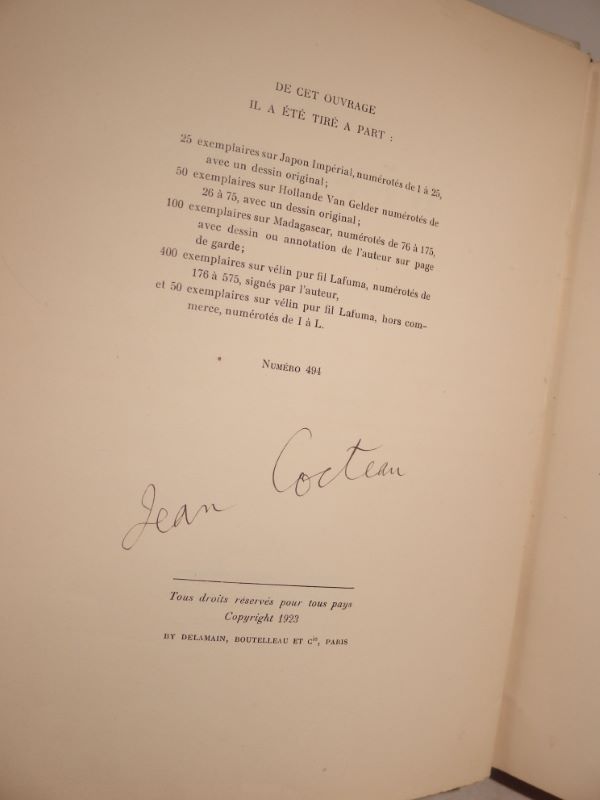 DE CET OUVRAGE
IL A ÉTÉ TIRÉ A PART :
25 exemplaires sur Japon Impérial, numérotés de 1 à 25,
avec un dessin original ;
50 exemplaires sur Hollande Van Gelder numérotés de
26 à 75, avec un dessin original ;
100 exemplaires sur Madagascar, numérotés de 76 à 175,
avec dessin ou annotation de l'auteur sur page
de garde ;
400 exemplaires sur vélin pur fil Lafuma, numérotés de
176 à 575, signés par l'auteur,
et 50 exemplaires sur vélin pur fil Lafuma, hors com-
merce, numérotés de I à L.
NUMÉRO 494
Jean Cocteau
Tous droits réservés pour tous pays
Copyright 1923
BY DELAMAIN, BOUTELLEAU ET Cie, PARIS